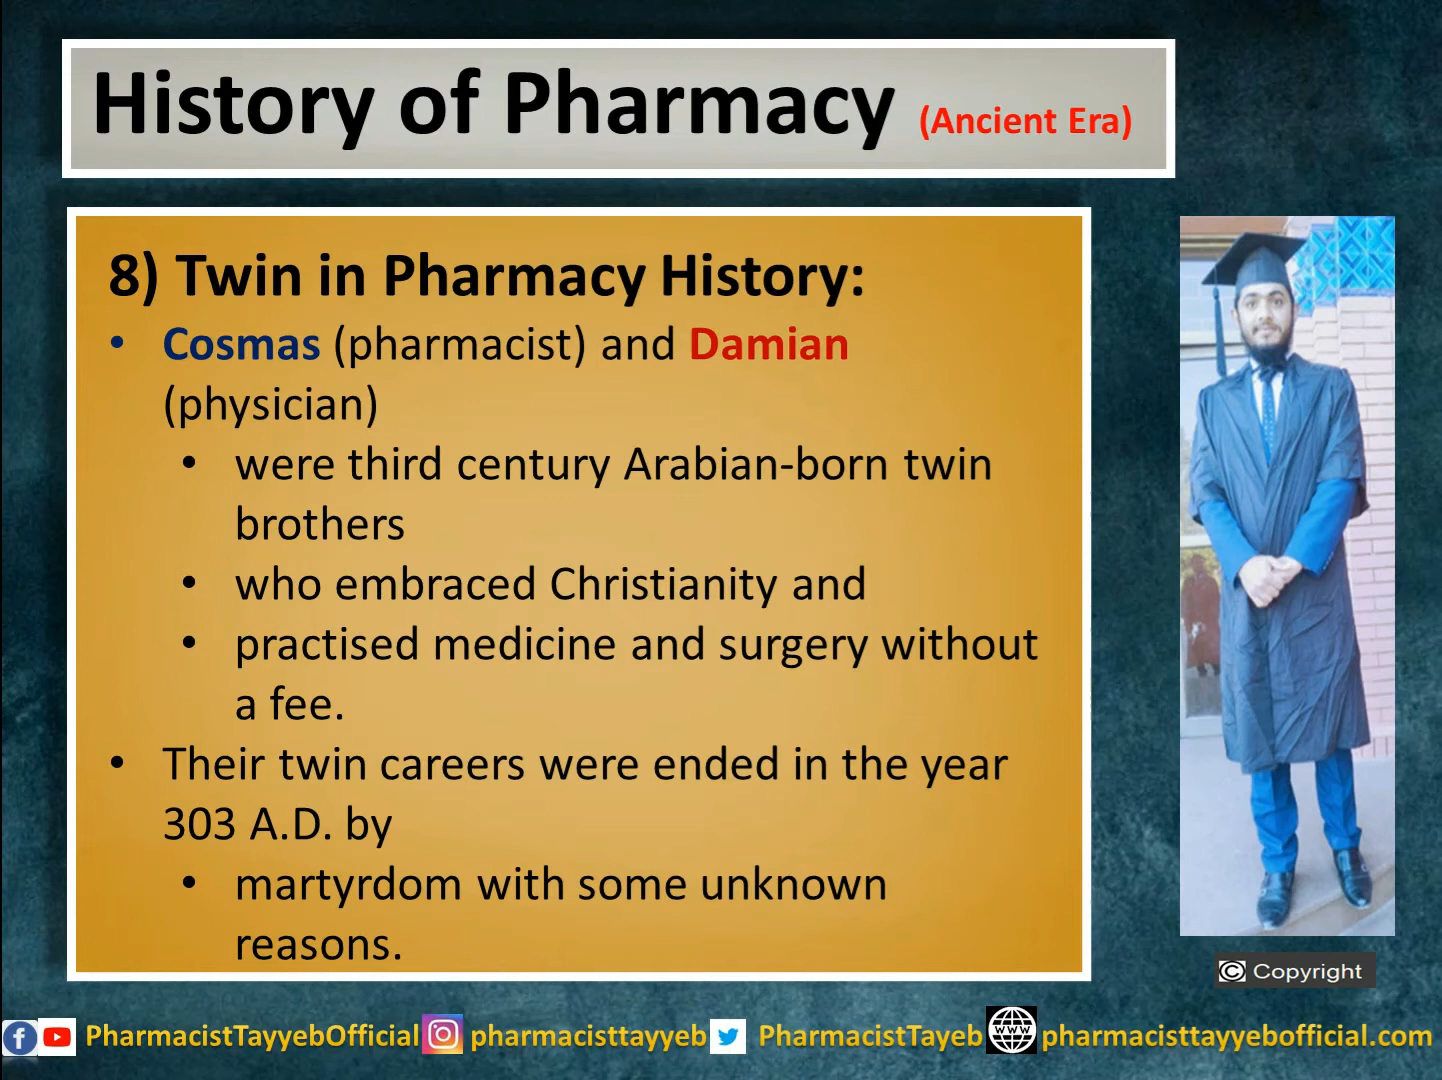 History of Pharmacy (Ancient Era)
8) Twin in Pharmacy History:
• Cosmas (pharmacist) and Damian
(physician)
• were third century Arabian-born twin
brothers
• who embraced Christianity and
• practised medicine and surgery without
a fee.
• Their twin careers were ended in the year
303 A.D. by
• martyrdom with some unknown
reasons.
© Copyright
PharmacistTayyebOfficial pharmacisttayyeb PharmacistTayeb WWW pharmacisttayyebofficial.com